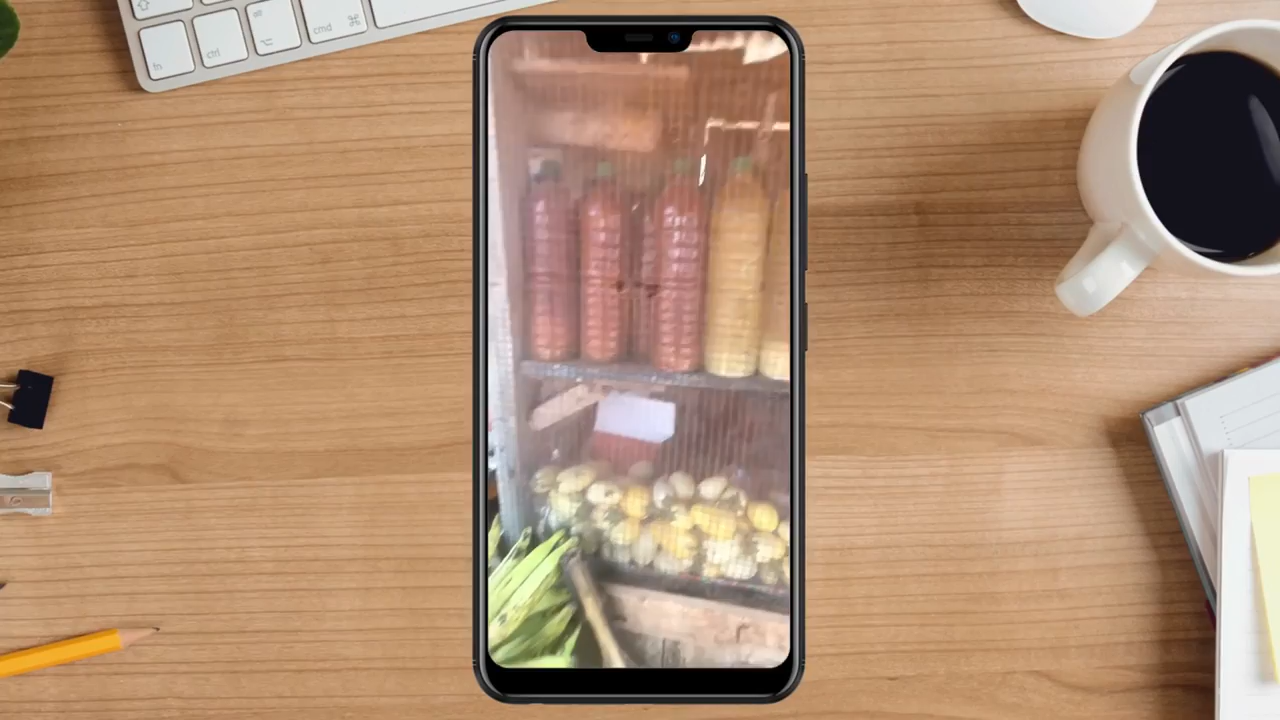 fn
ctrl
⌥
cmd ⌘